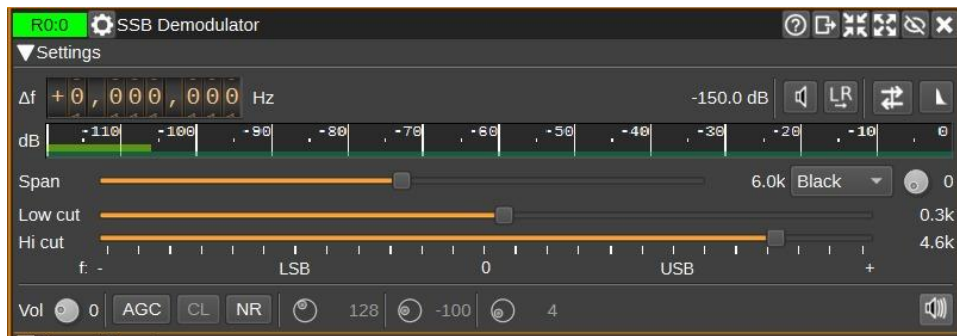 R0:0 SSB Demodulator
Settings
Δf +0,000,000 Hz -150.0 dB LR
dB -110 -100 -90 -80 -70 -60 -50 -40 -30 -20 -10 0
Span 6.0k Black 0
Low cut 0.3k
Hi cut 4.6k
f: - LSB 0 USB +
Vol 0 AGC CL NR 128 -100 4